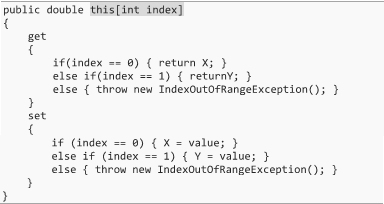 public double this[int index]
{
    get
    {
        if(index == 0) { return X; }
        else if(index == 1) { returnY; }
        else { throw new IndexOutOfRangeException(); }
    }
    set
    {
        if (index == 0) { X = value; }
        else if (index == 1) { Y = value; }
        else { throw new IndexOutOfRangeException(); }
    }
}